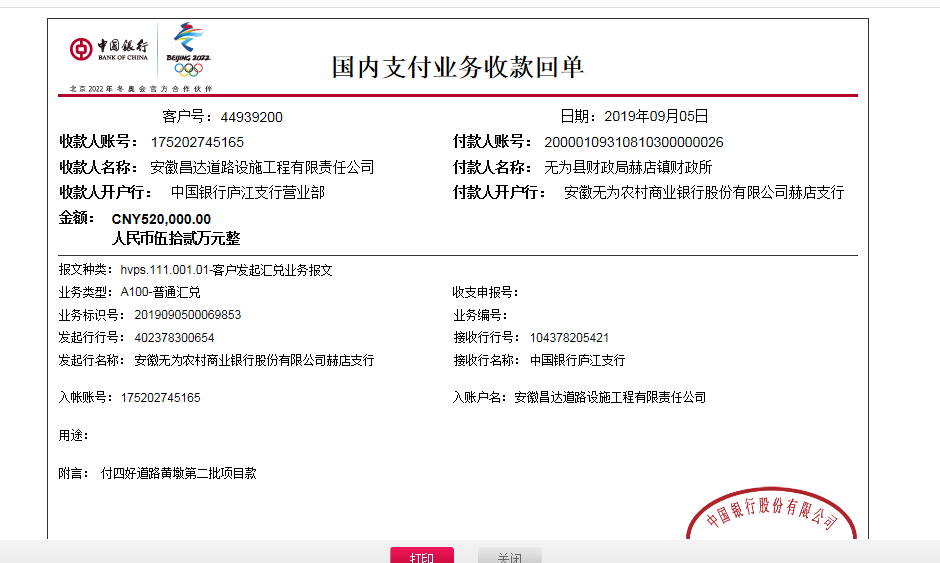 中国银行
BANK OF CHINA
BEIJING 2022
北京2022年冬奥会官方合作伙伴
国内支付业务收款回单
客户号：44939200 日期：2019年09月05日
收款人账号：175202745165 付款人账号：20000109310810300000026
收款人名称：安徽昌达道路设施工程有限责任公司 付款人名称：无为县财政局赫店镇财政所
收款人开户行：中国银行庐江支行营业部 付款人开户行：安徽无为农村商业银行股份有限公司赫店支行
金额：CNY520,000.00
人民币伍拾贰万元整
报文种类：hvps.111.001.01-客户发起汇兑业务报文
业务类型：A100-普通汇兑 收支申报号：
业务标识号：2019090500069853 业务编号：
发起行行号：402378300654 接收行行号：104378205421
发起行名称：安徽无为农村商业银行股份有限公司赫店支行 接收行名称：中国银行庐江支行
入帐账号：175202745165 入账户名：安徽昌达道路设施工程有限责任公司
用途：
附言：付四好道路黄墩第二批项目款
中国银行股份有限公司
打印 关闭